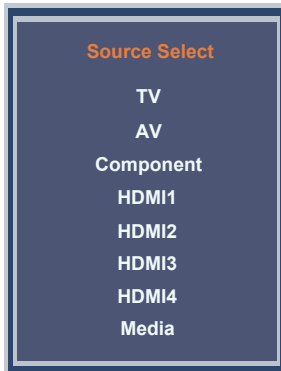 Source Select
TV
AV
Component
HDMI1
HDMI2
HDMI3
HDMI4
Media